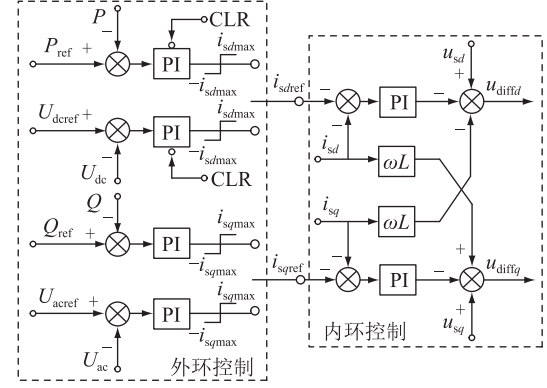 P
CLR
P_ref + − PI i_sdmax
−i_sdmax
U_dcref + − PI i_sdmax
−i_sdmax
U_dc
CLR
Q
Q_ref + − PI i_sqmax
−i_sqmax
U_acref + − PI i_sqmax
−i_sqmax
U_ac
外环控制
u_sd
i_sdref − − PI − + − u_diffd
i_sd ωL
i_sq ωL
i_sqref − − PI − + + u_diffq
u_sq
内环控制